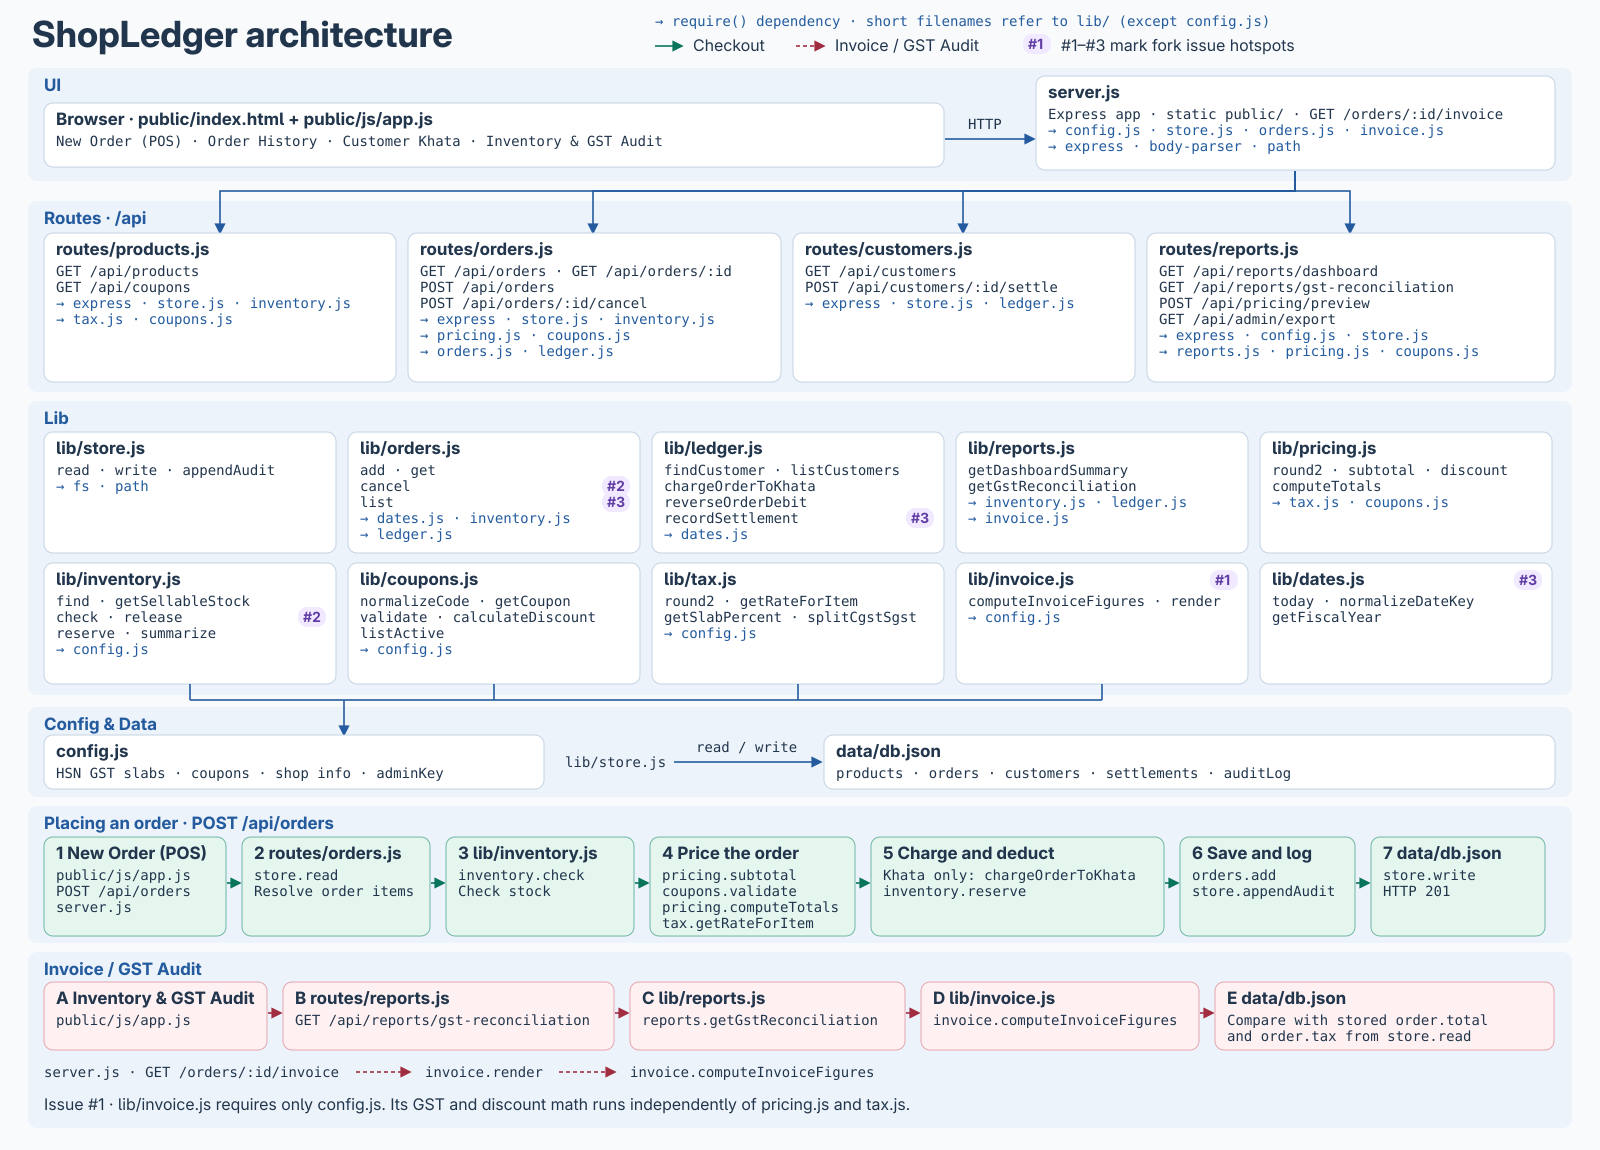 ShopLedger architecture
→ require() dependency · short filenames refer to lib/ (except config.js)
Checkout
Invoice / GST Audit
#1
#1–#3 mark fork issue hotspots
UI
Browser · public/index.html + public/js/app.js
New Order (POS) · Order History · Customer Khata · Inventory & GST Audit
HTTP
server.js
Express app · static public/ · GET /orders/:id/invoice
→ config.js · store.js · orders.js · invoice.js
→ express · body-parser · path
Routes · /api
routes/products.js
GET /api/products
GET /api/coupons
→ express · store.js · inventory.js
→ tax.js · coupons.js
routes/orders.js
GET /api/orders · GET /api/orders/:id
POST /api/orders
POST /api/orders/:id/cancel
→ express · store.js · inventory.js
→ pricing.js · coupons.js
→ orders.js · ledger.js
routes/customers.js
GET /api/customers
POST /api/customers/:id/settle
→ express · store.js · ledger.js
routes/reports.js
GET /api/reports/dashboard
GET /api/reports/gst-reconciliation
POST /api/pricing/preview
GET /api/admin/export
→ express · config.js · store.js
→ reports.js · pricing.js · coupons.js
Lib
lib/store.js
read · write · appendAudit
→ fs · path
lib/orders.js
add · get
cancel #2
list #3
→ dates.js · inventory.js
→ ledger.js
lib/ledger.js
findCustomer · listCustomers
chargeOrderToKhata
reverseOrderDebit
recordSettlement #3
→ dates.js
lib/reports.js
getDashboardSummary
getGstReconciliation
→ inventory.js · ledger.js
→ invoice.js
lib/pricing.js
round2 · subtotal · discount
computeTotals
→ tax.js · coupons.js
lib/inventory.js
find · getSellableStock
check · release #2
reserve · summarize
→ config.js
lib/coupons.js
normalizeCode · getCoupon
validate · calculateDiscount
listActive
→ config.js
lib/tax.js
round2 · getRateForItem
getSlabPercent · splitCgstSgst
→ config.js
lib/invoice.js #1
computeInvoiceFigures · render
→ config.js
lib/dates.js #3
today · normalizeDateKey
getFiscalYear
Config & Data
config.js
HSN GST slabs · coupons · shop info · adminKey
lib/store.js
read / write
data/db.json
products · orders · customers · settlements · auditLog
Placing an order · POST /api/orders
1 New Order (POS)
public/js/app.js
POST /api/orders
server.js
2 routes/orders.js
store.read
Resolve order items
3 lib/inventory.js
inventory.check
Check stock
4 Price the order
pricing.subtotal
coupons.validate
pricing.computeTotals
tax.getRateForItem
5 Charge and deduct
Khata only: chargeOrderToKhata
inventory.reserve
6 Save and log
orders.add
store.appendAudit
7 data/db.json
store.write
HTTP 201
Invoice / GST Audit
A Inventory & GST Audit
public/js/app.js
B routes/reports.js
GET /api/reports/gst-reconciliation
C lib/reports.js
reports.getGstReconciliation
D lib/invoice.js
invoice.computeInvoiceFigures
E data/db.json
Compare with stored order.total
and order.tax from store.read
server.js · GET /orders/:id/invoice
invoice.render
invoice.computeInvoiceFigures
Issue #1 · lib/invoice.js requires only config.js. Its GST and discount math runs independently of pricing.js and tax.js.